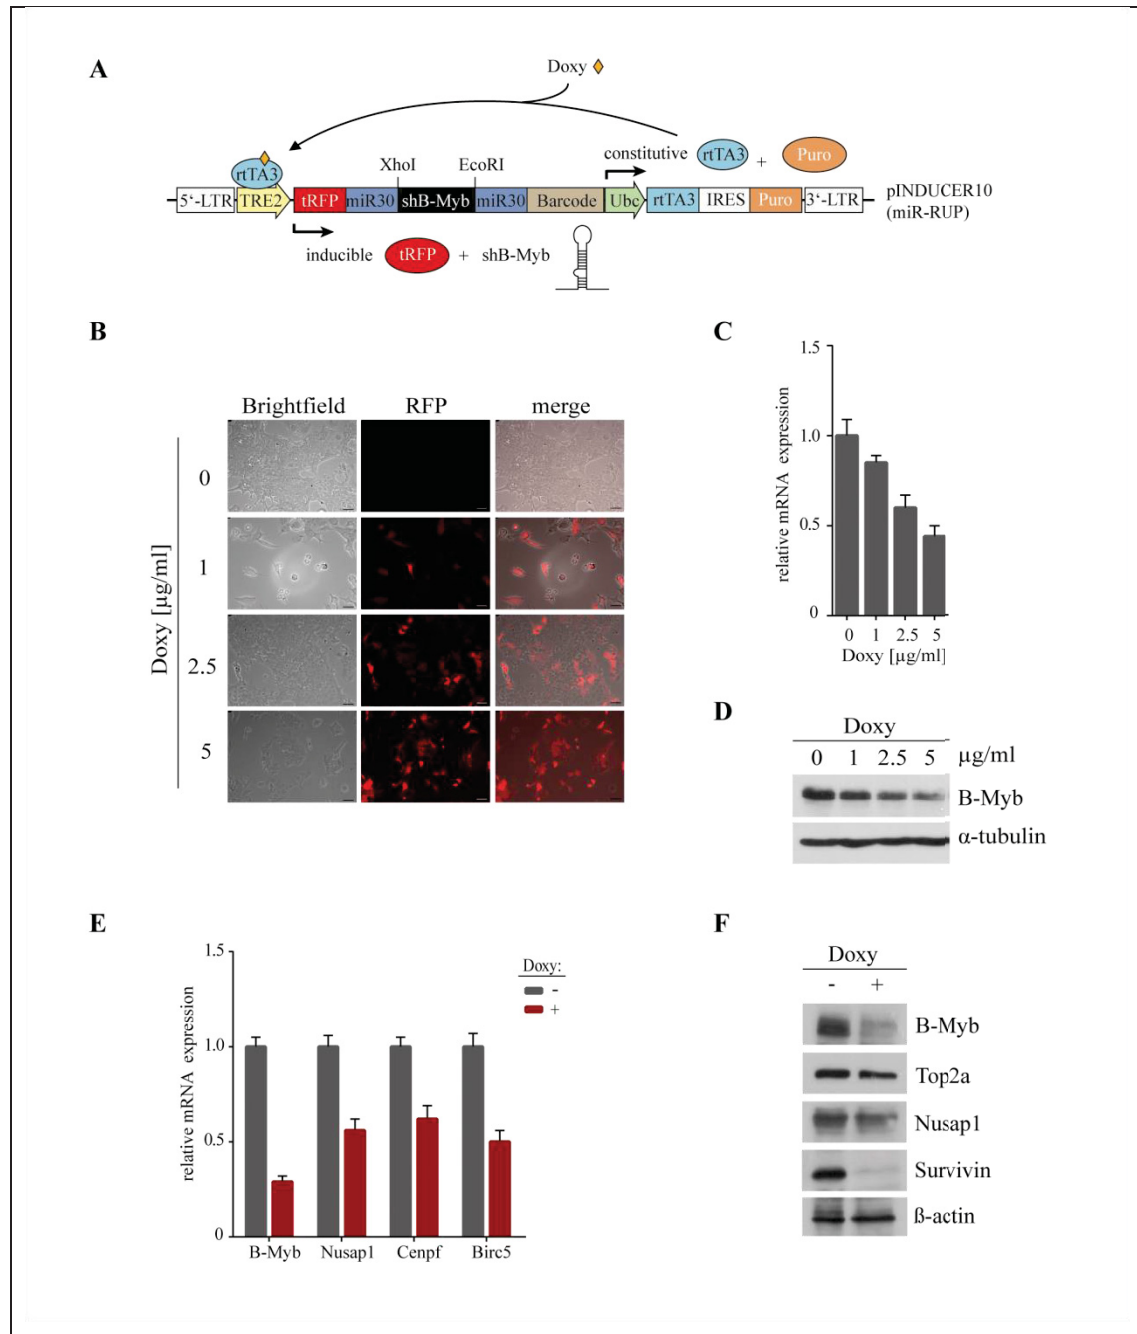 A
Doxy
XhoI
EcoRI
constitutive
rtTA3
+
Puro
rtTA3
5‘-LTR
TRE2
tRFP
miR30
shB-Myb
miR30
Barcode
Ubc
rtTA3
IRES
Puro
3‘-LTR
pINDUCER10
(miR-RUP)
inducible
tRFP
+
shB-Myb
B
Brightfield
RFP
merge
Doxy [µg/ml]
0
1
2.5
5
C
relative mRNA expression
1.5
1.0
0.5
0
0 1 2.5 5
Doxy [µg/ml]
D
Doxy
0 1 2.5 5 µg/ml
B-Myb
α-tubulin
E
relative mRNA expression
1.5
1.0
0.5
0
Doxy:
-
+
B-Myb Nusap1 Cenpf Birc5
F
Doxy
- +
B-Myb
Top2a
Nusap1
Survivin
ß-actin